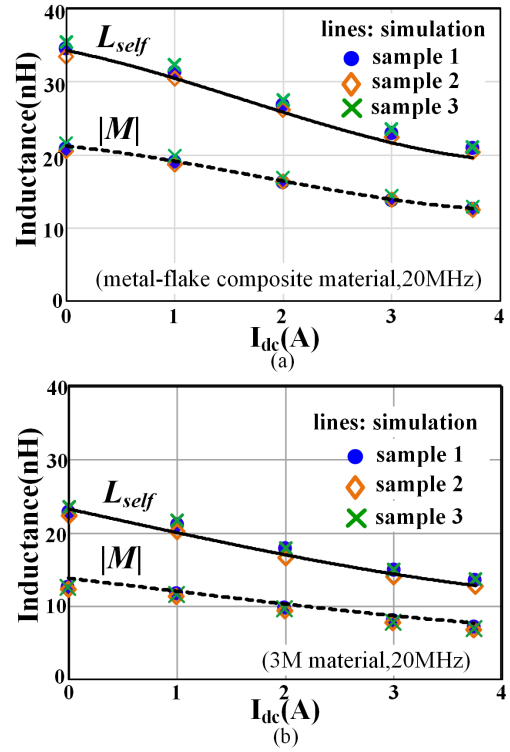 40
L_self
lines: simulation
sample 1
sample 2
sample 3
30
|M|
20
10
(metal-flake composite material,20MHz)
0
0 1 2 3 4
I_dc(A)
Inductance(nH)
(a)
40
lines: simulation
sample 1
sample 2
sample 3
30
L_self
20
|M|
10
(3M material,20MHz)
0
0 1 2 3 4
I_dc(A)
Inductance(nH)
(b)